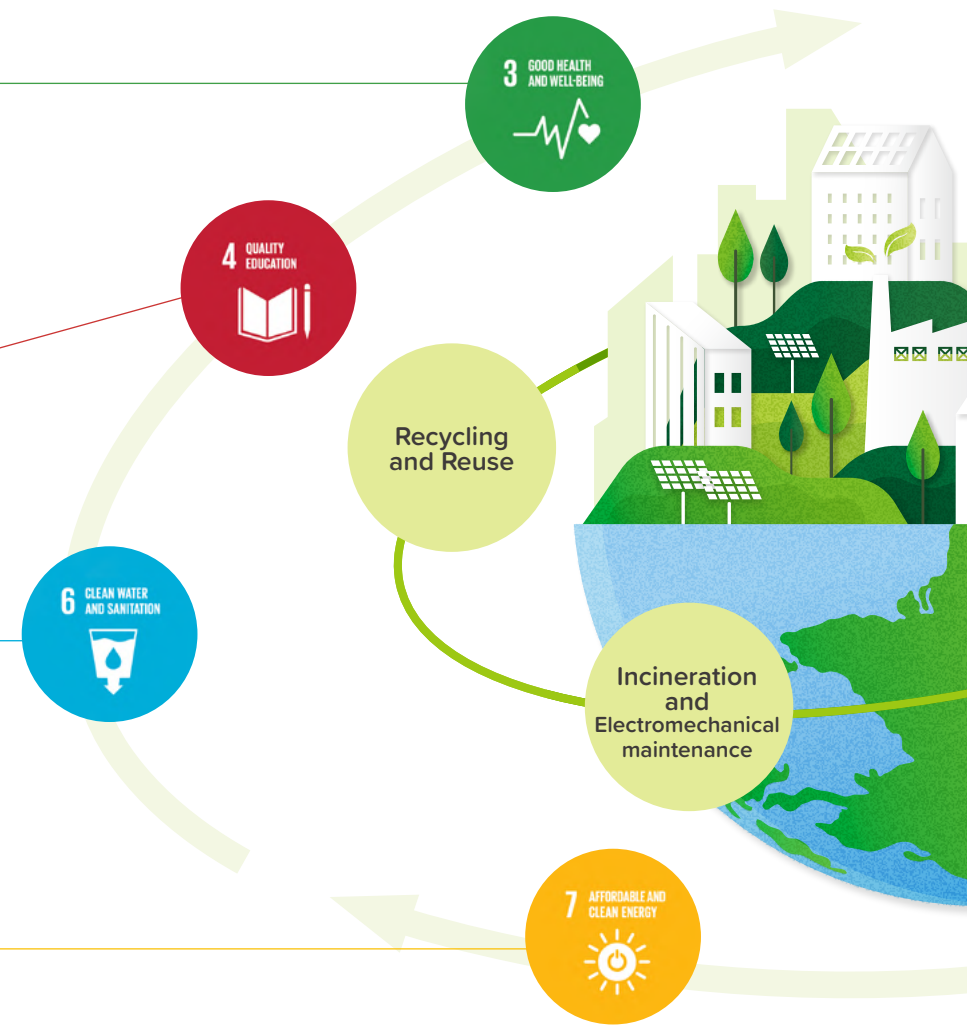 3 GOOD HEALTH
AND WELL-BEING
4 QUALITY
EDUCATION
Recycling
and Reuse
6 CLEAN WATER
AND SANITATION
Incineration
and
Electromechanical
maintenance
7 AFFORDABLE AND
CLEAN ENERGY